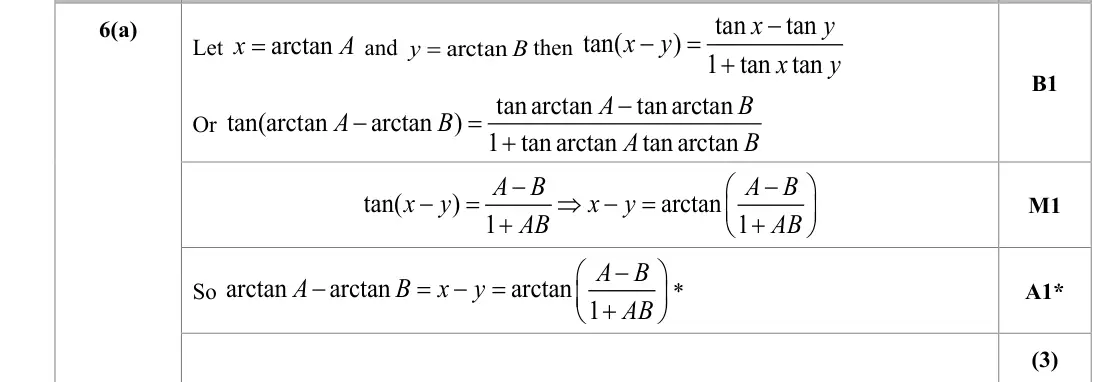 6(a)
Let x = arctan A and y = arctan B then tan(x − y) = (tan x − tan y)/(1 + tan x tan y)
Or tan(arctan A − arctan B) = (tan arctan A − tan arctan B)/(1 + tan arctan A tan arctan B)
B1
tan(x − y) = (A − B)/(1 + AB) ⇒ x − y = arctan((A − B)/(1 + AB))
M1
So arctan A − arctan B = x − y = arctan((A − B)/(1 + AB)) *
A1*
(3)